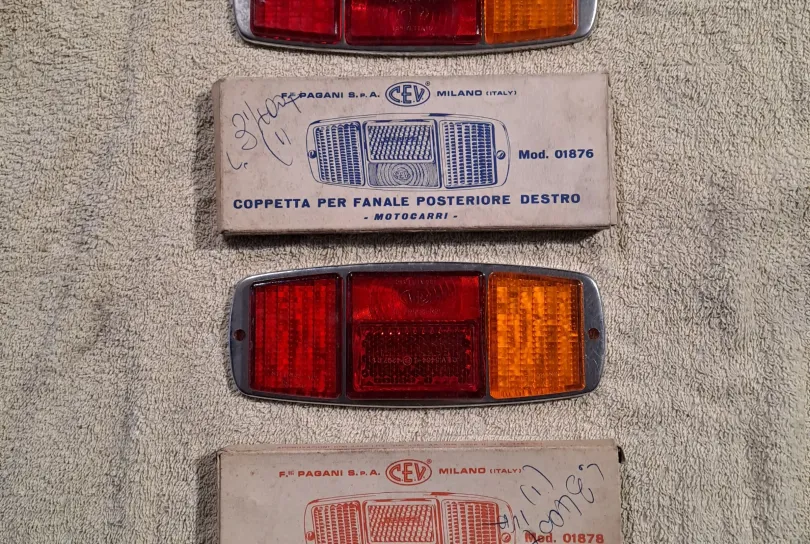 F.lli PAGANI S.p.A. CEV MILANO (ITALY)
Mod. 01876
COPPETTA PER FANALE POSTERIORE DESTRO
- MOTOCARRI -
F.lli PAGANI S.p.A. CEV MILANO (ITALY)
Mod. 01878